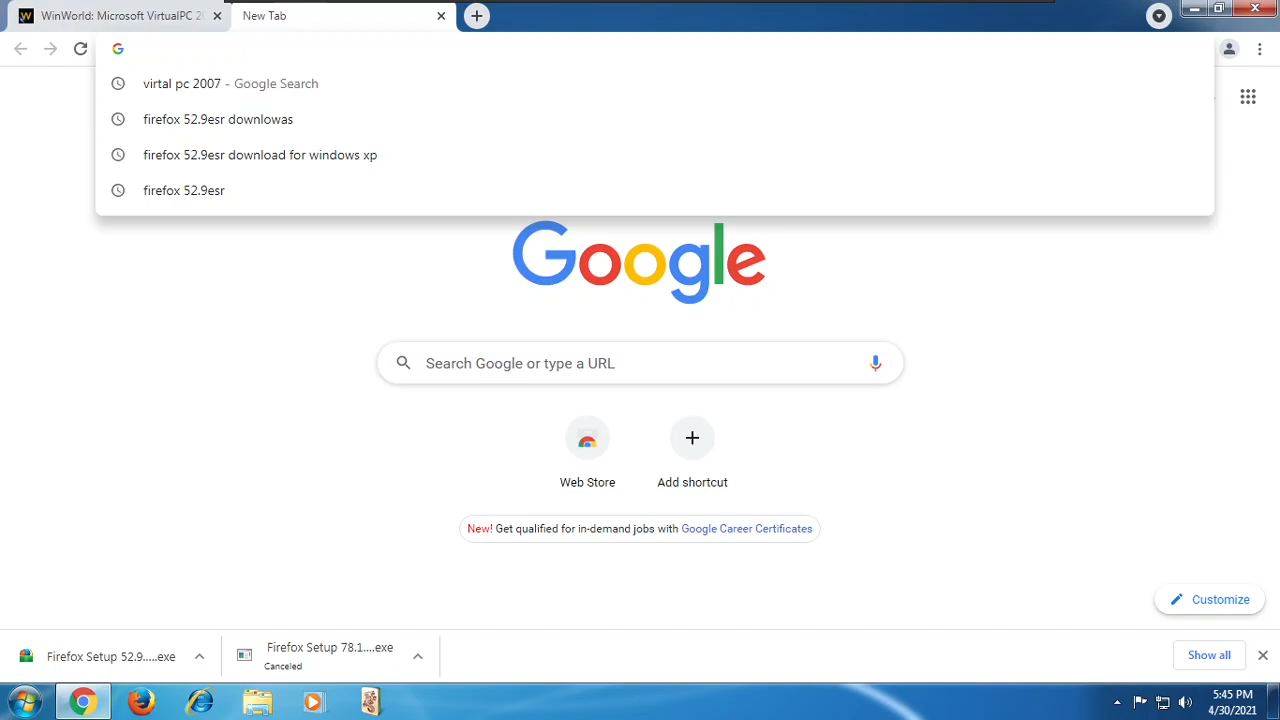 WinWorld: Microsoft VirtualPC 20
New Tab
virtal pc 2007 - Google Search
firefox 52.9esr downlowas
firefox 52.9esr download for windows xp
firefox 52.9esr
Google
Search Google or type a URL
Web Store
Add shortcut
New! Get qualified for in-demand jobs with Google Career Certificates
Customize
Firefox Setup 52.9.....exe
Firefox Setup 78.1....exe
Canceled
Show all
5:45 PM
4/30/2021